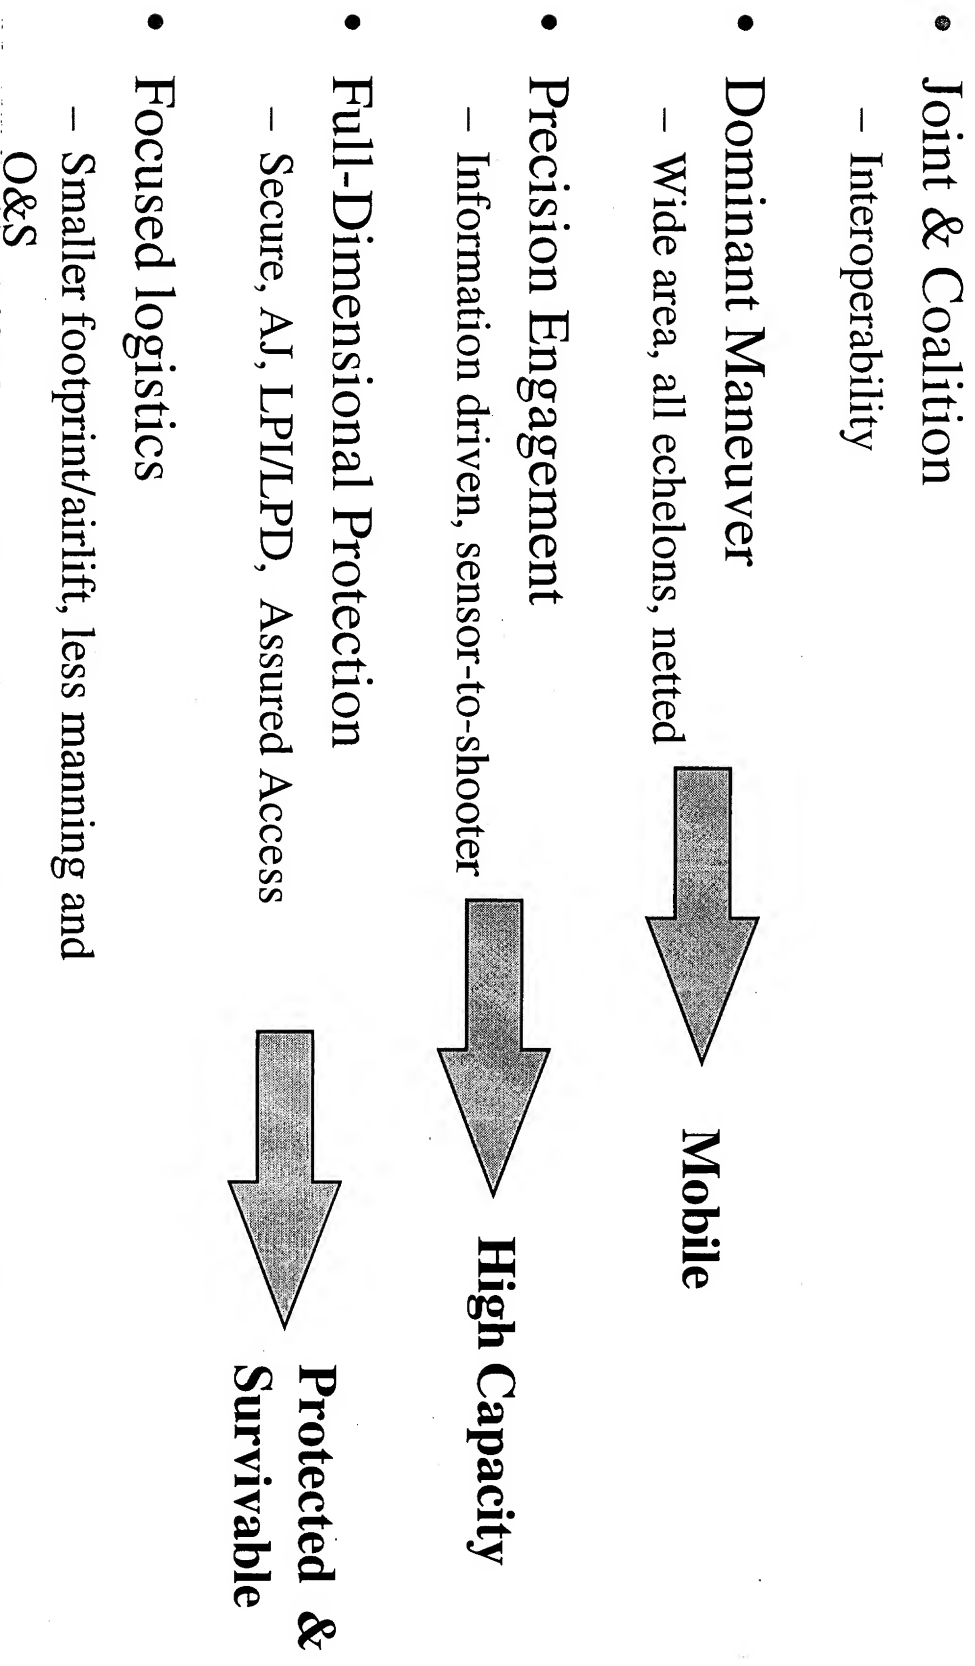 • Joint & Coalition
– Interoperability
• Dominant Maneuver
– Wide area, all echelons, netted
Mobile
• Precision Engagement
– Information driven, sensor-to-shooter
High Capacity
• Full-Dimensional Protection
– Secure, AJ, LPI/LPD, Assured Access
Protected &
Survivable
• Focused logistics
– Smaller footprint/airlift, less manning and
O&S